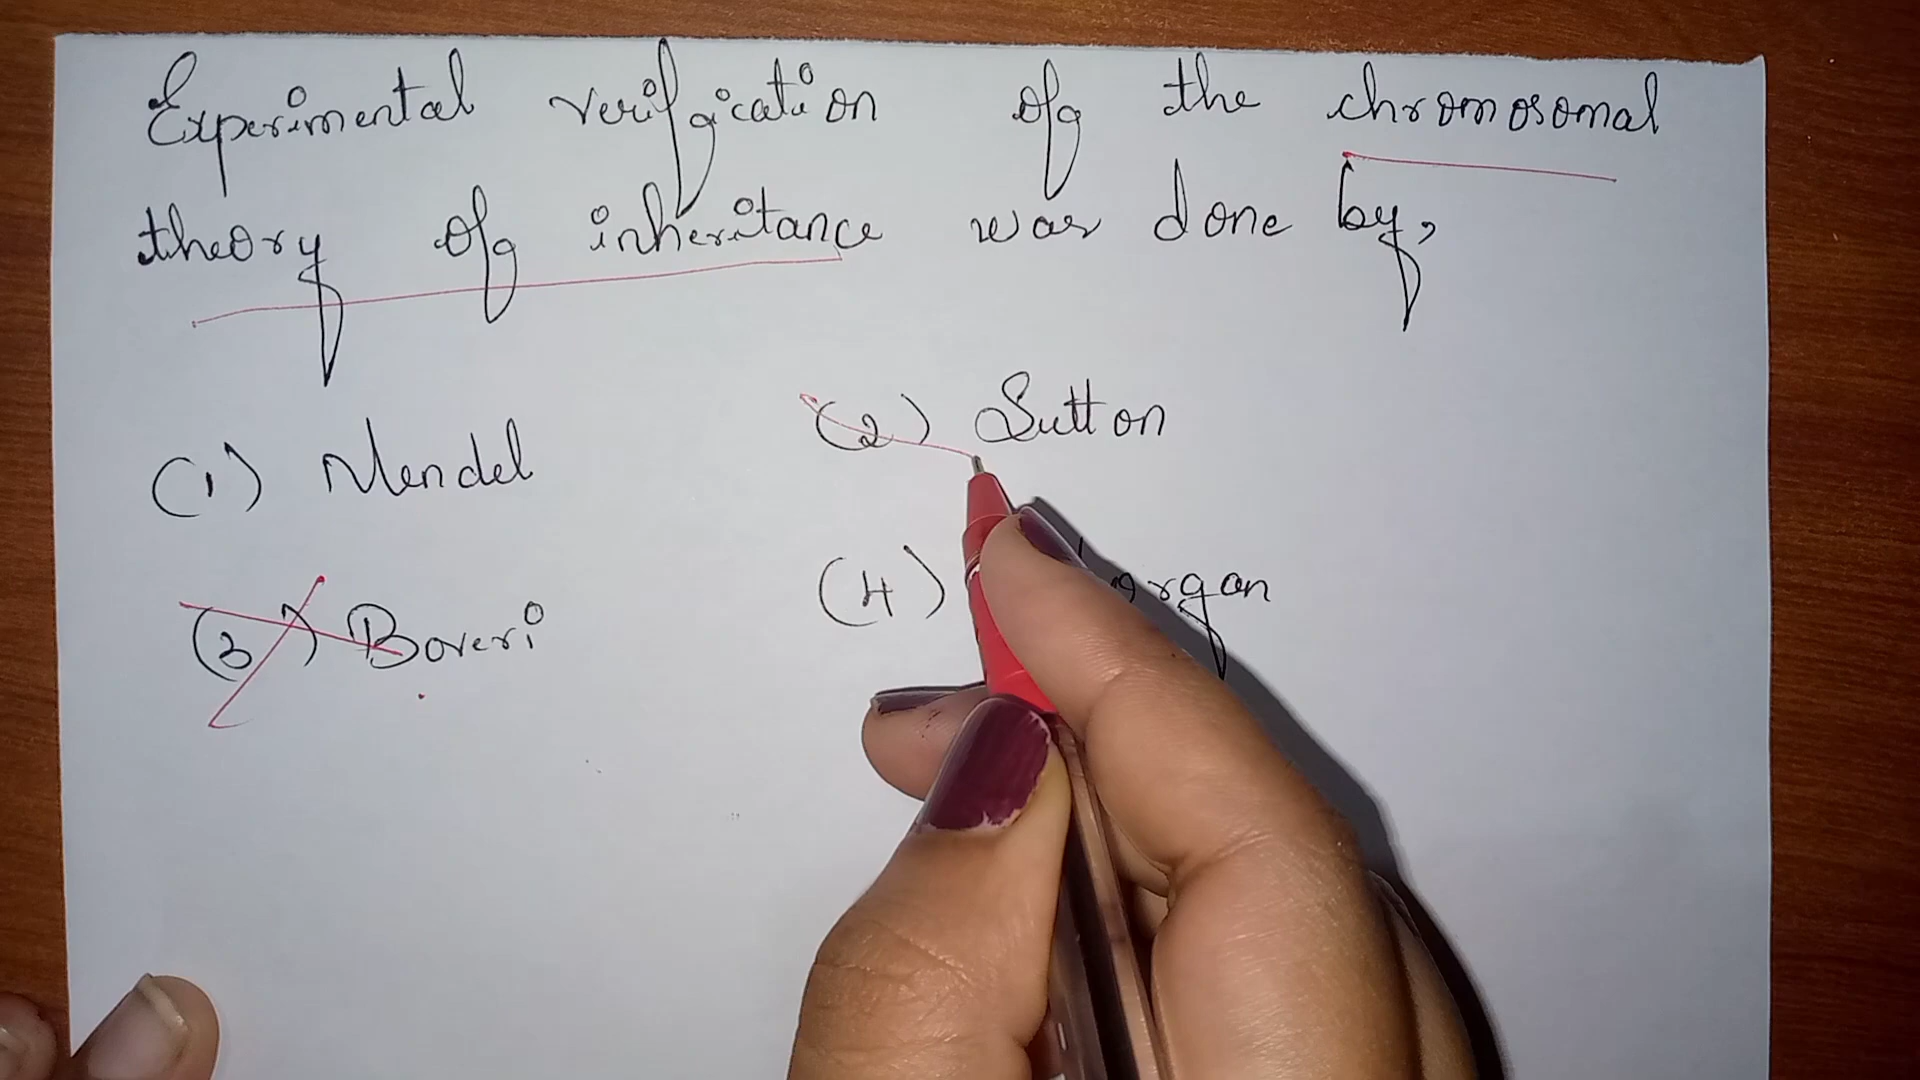 Experimental verification of the chromosomal
theory of inheritance was done by,
(1) Mendel
(2) Sutton
(3) Boveri
(4)